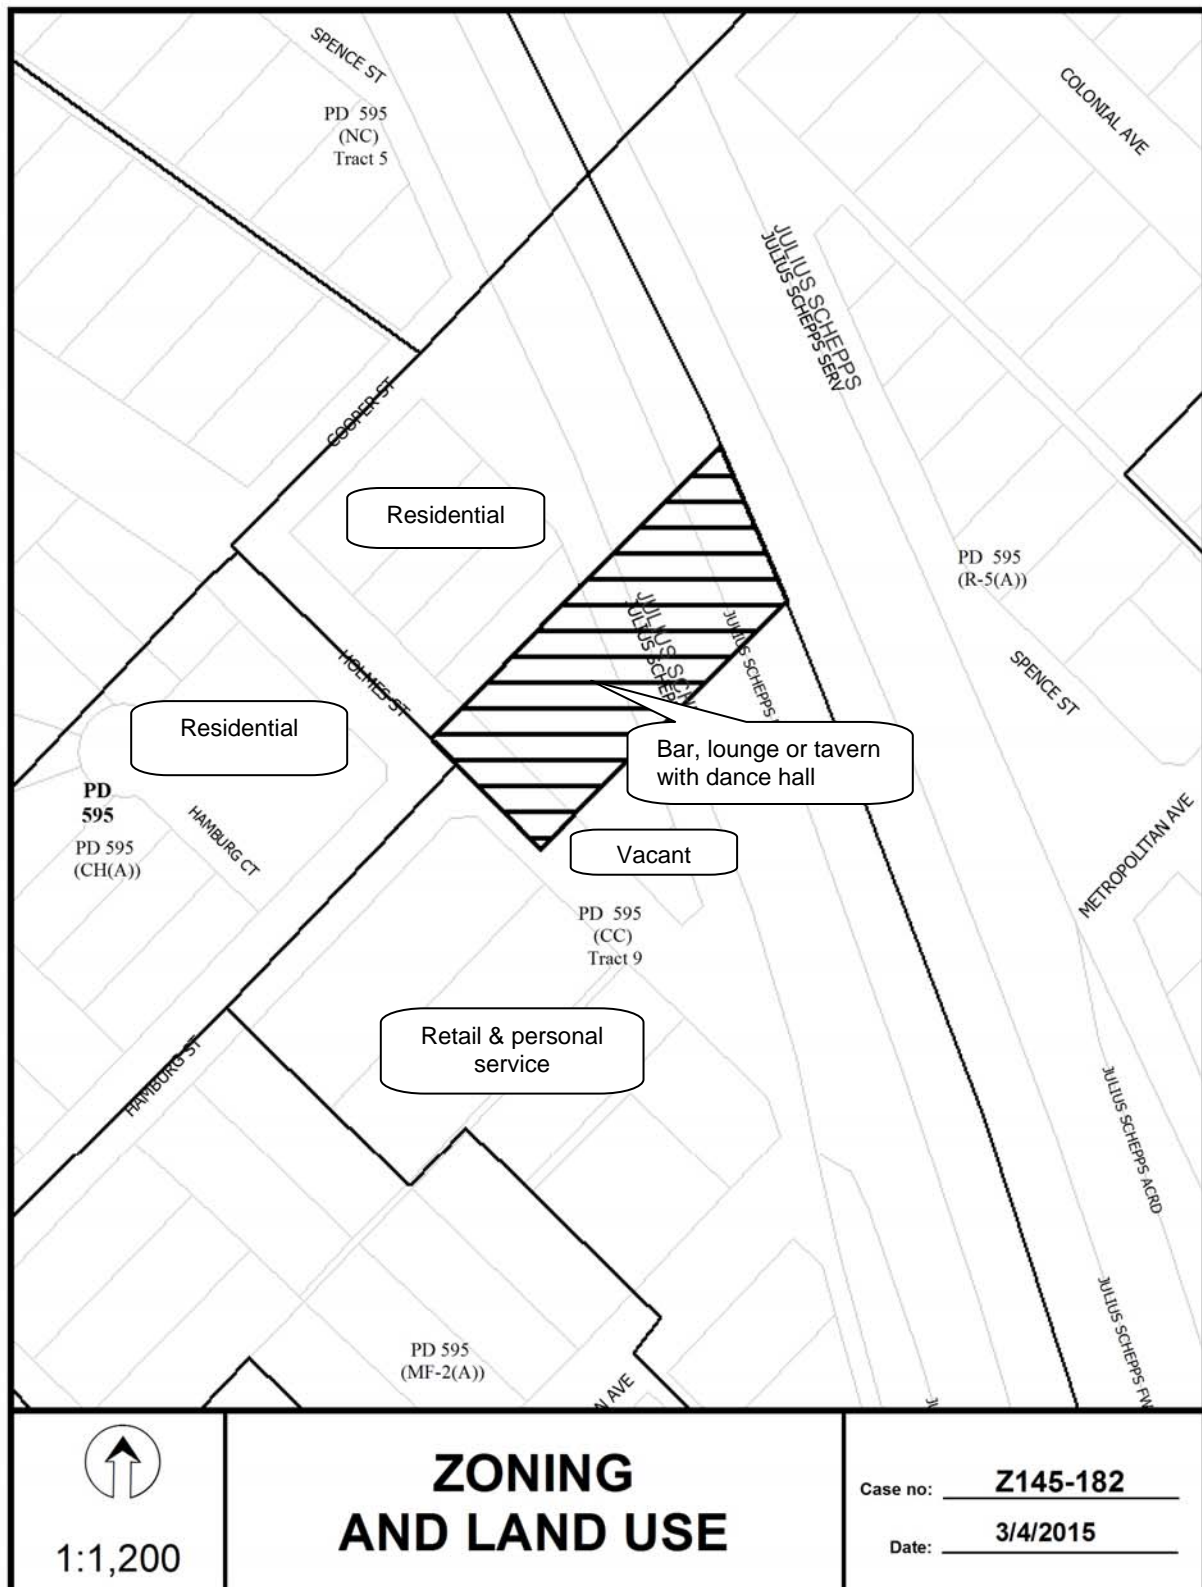 SPENCE ST
PD 595
(NC)
Tract 5
COLONIAL AVE
JULIUS SCHEPPS
JULIUS SCHEPPS SERV
COOPER ST
Residential
PD 595
(R-5(A))
JULIUS SCHEPPS
HOLMES ST
SPENCE ST
Residential
Bar, lounge or tavern
with dance hall
PD
595
PD 595
(CH(A))
HAMBURG CT
METROPOLITAN AVE
Vacant
PD 595
(CC)
Tract 9
Retail & personal
service
HAMBURG ST
JULIUS SCHEPPS ACRD
JULIUS SCHEPPS FW
PD 595
(MF-2(A))
N AVE
1:1,200
ZONING
AND LAND USE
Case no: Z145-182
Date: 3/4/2015